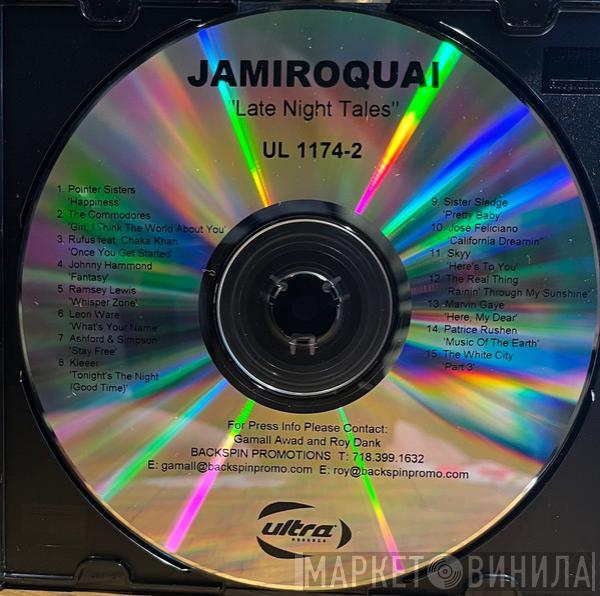 JAMIROQUAI
"Late Night Tales"
UL 1174-2
1. Pointer Sisters
'Happiness'
2. The Commodores
'Girl, I Think The World About You'
3. Rufus feat. Chaka Khan
'Once You Get Started'
4. Johnny Hammond
'Fantasy'
5. Ramsey Lewis
'Whisper Zone'
6. Leon Ware
'What's Your Name'
7. Ashford & Simpson
'Stay Free'
8. Kleeer
'Tonight's The Night
(Good Time)'
9. Sister Sledge
'Pretty Baby'
10. Jose Feliciano
'California Dreamin''
11. Skyy
'Here's To You'
12. The Real Thing
'Rainin' Through My Sunshine'
13. Marvin Gaye
'Here, My Dear'
14. Patrice Rushen
'Music Of The Earth'
15. The White City
'Part 3'
For Press Info Please Contact:
Gamall Awad and Roy Dank
BACKSPIN PROMOTIONS T: 718.399.1632
E: gamall@backspinpromo.com E: roy@backspinpromo.com
ultra
RECORDS
МАРКЕТ ВИНИЛА